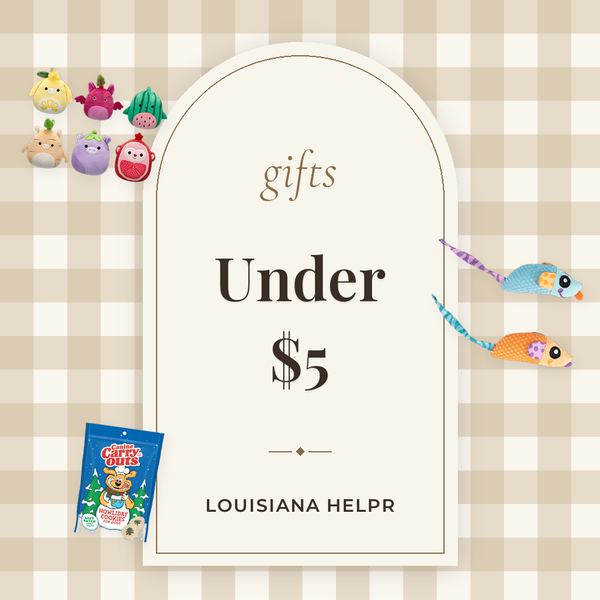 gifts
Under
$5
LOUISIANA HELPR
Canine
Carry
outs
HOWLIDAY
COOKIES